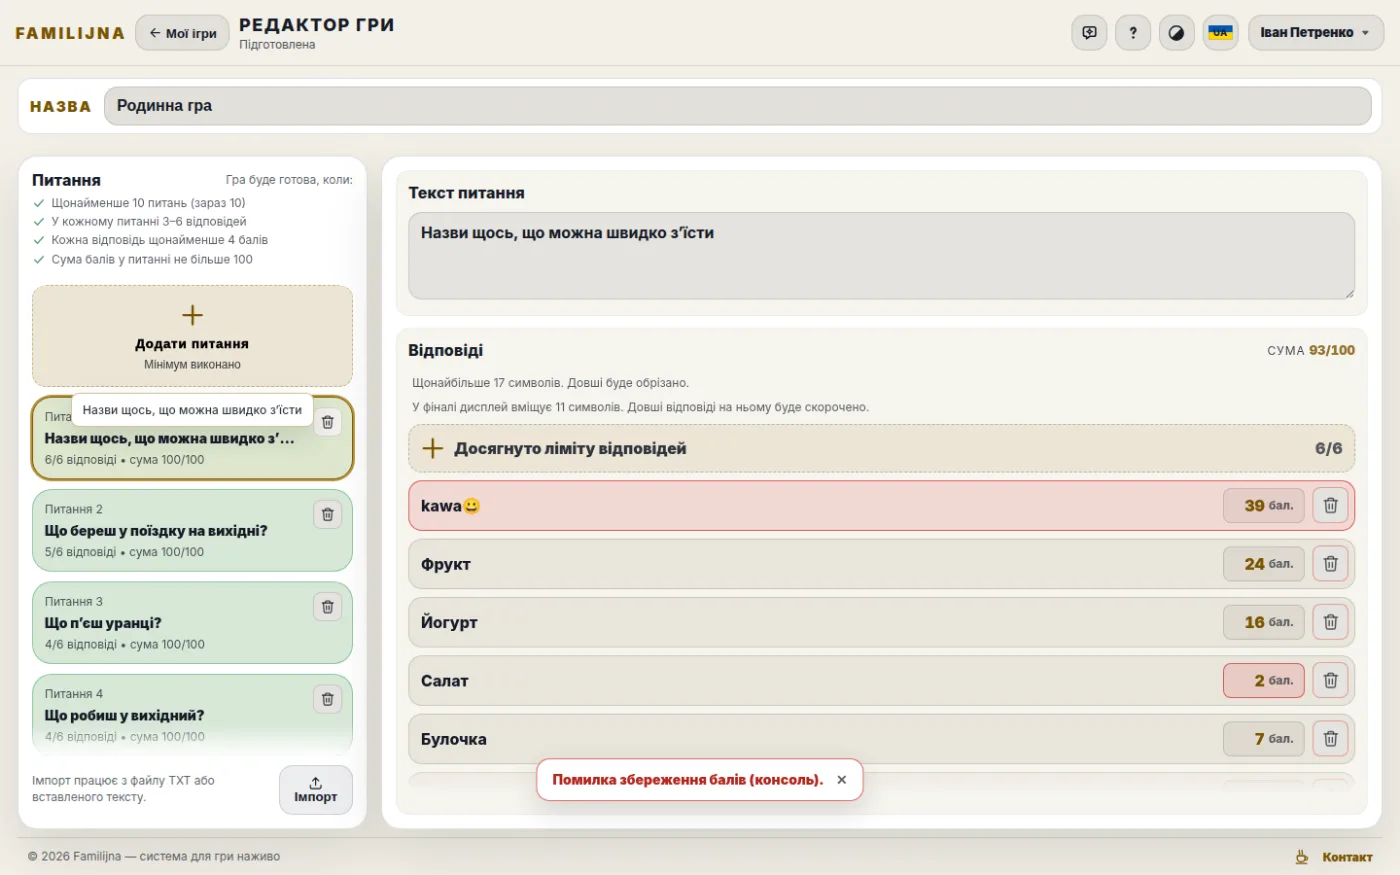 FAMILIJNA
← Мої ігри
РЕДАКТОР ГРИ
Підготовлена
?
UA
Іван Петренко
НАЗВА
Родинна гра
Питання
Гра буде готова, коли:
Щонайменше 10 питань (зараз 10)
У кожному питанні 3–6 відповідей
Кожна відповідь щонайменше 4 балів
Сума балів у питанні не більше 100
Додати питання
Мінімум виконано
Назви щось, що можна швидко з’їсти
Назви щось, що можна швидко з’...
6/6 відповіді • сума 100/100
Питання 2
Що береш у поїздку на вихідні?
5/6 відповіді • сума 100/100
Питання 3
Що п’єш уранці?
4/6 відповіді • сума 100/100
Питання 4
Що робиш у вихідний?
4/6 відповіді • сума 100/100
Імпорт працює з файлу TXT або
вставленого тексту.
Імпорт
Текст питання
Назви щось, що можна швидко з’їсти
Відповіді
СУМА 93/100
Щонайбільше 17 символів. Довші буде обрізано.
У фіналі дисплей вміщує 11 символів. Довші відповіді на ньому буде скорочено.
Досягнуто ліміту відповідей
6/6
kawa😀
39 бал.
Фрукт
24 бал.
Йогурт
16 бал.
Салат
2 бал.
Булочка
7 бал.
Помилка збереження балів (консоль). ×
© 2026 Familijna — система для гри наживо
Контакт